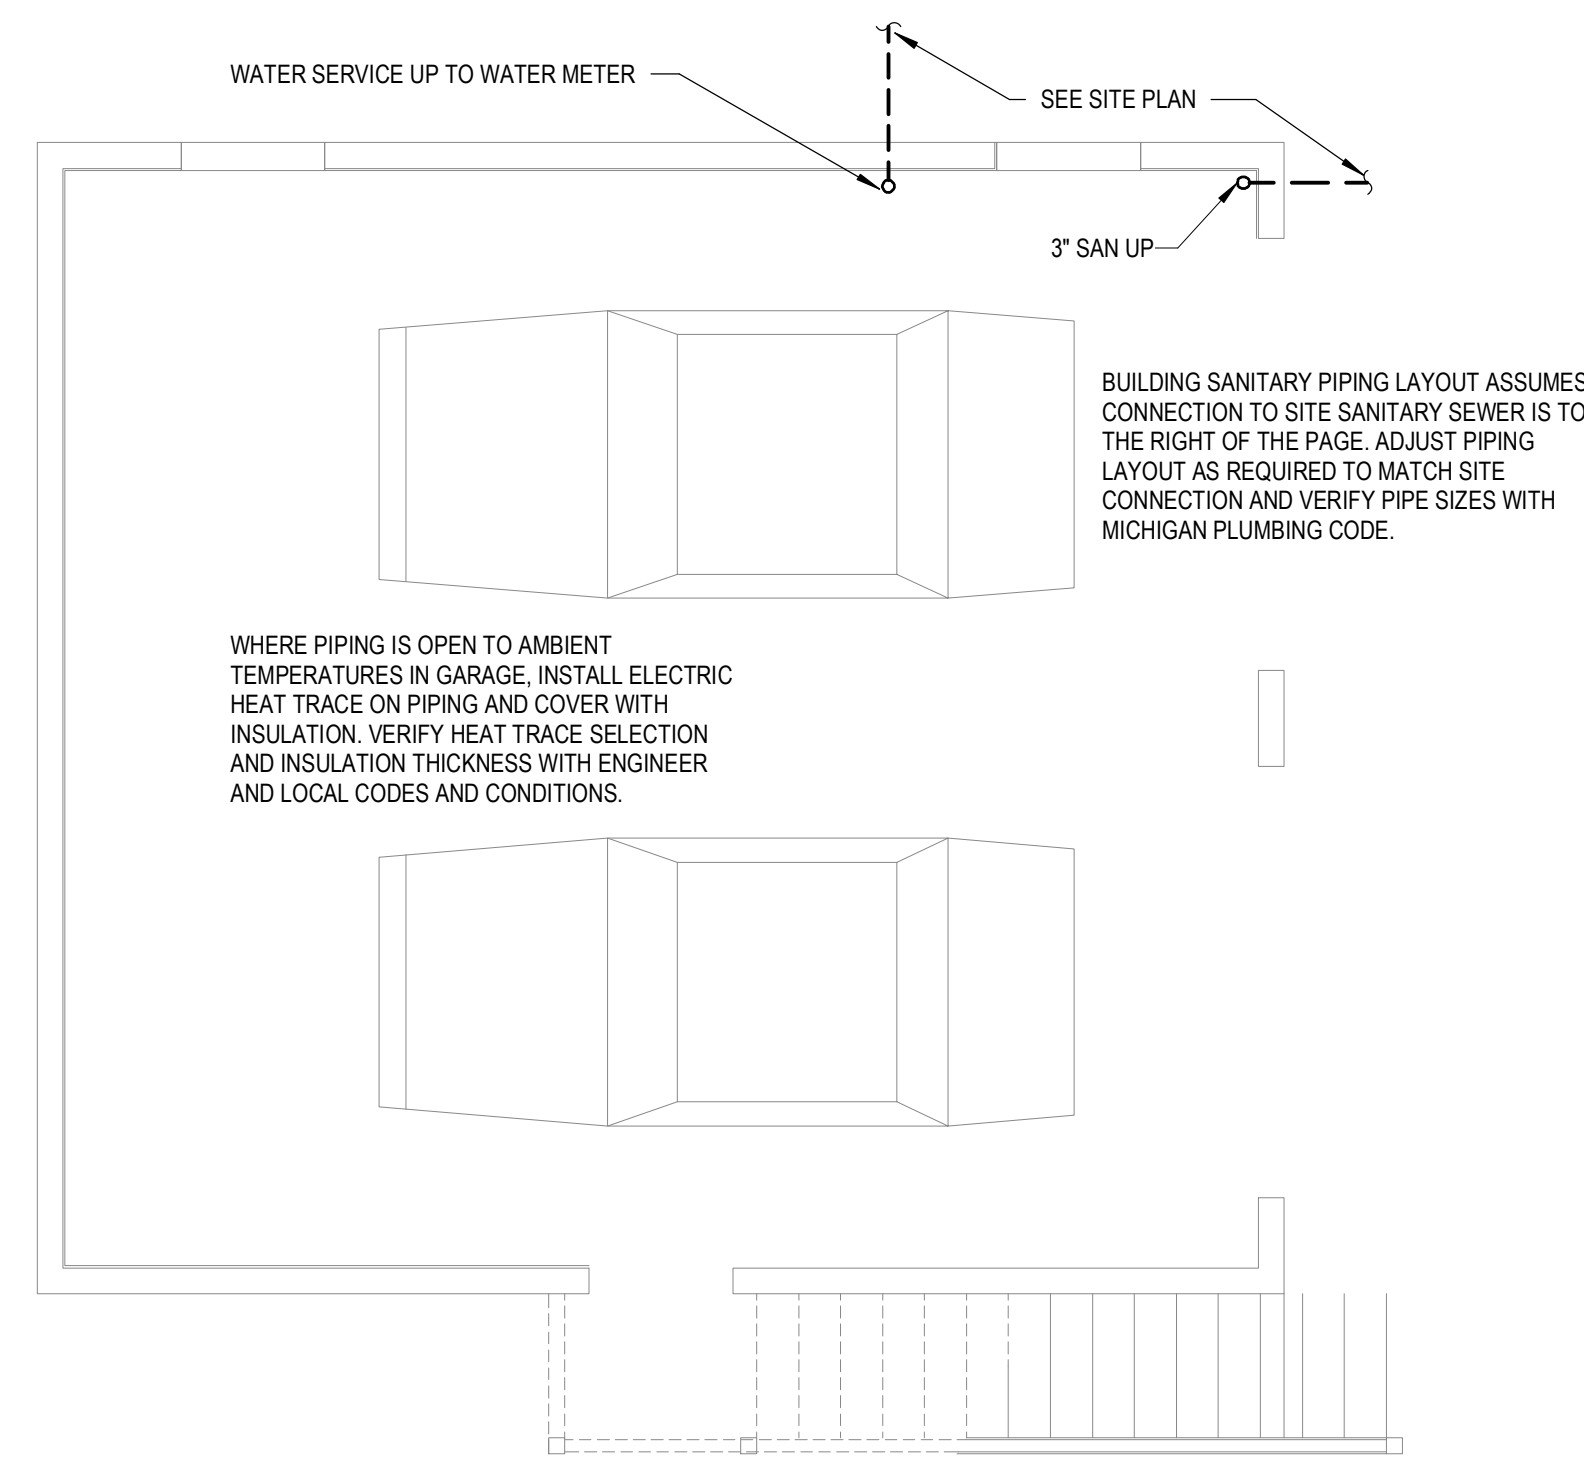 WATER SERVICE UP TO WATER METER
SEE SITE PLAN
3" SAN UP
BUILDING SANITARY PIPING LAYOUT ASSUMES
CONNECTION TO SITE SANITARY SEWER IS TO
THE RIGHT OF THE PAGE. ADJUST PIPING
LAYOUT AS REQUIRED TO MATCH SITE
CONNECTION AND VERIFY PIPE SIZES WITH
MICHIGAN PLUMBING CODE.
WHERE PIPING IS OPEN TO AMBIENT
TEMPERATURES IN GARAGE, INSTALL ELECTRIC
HEAT TRACE ON PIPING AND COVER WITH
INSULATION. VERIFY HEAT TRACE SELECTION
AND INSULATION THICKNESS WITH ENGINEER
AND LOCAL CODES AND CONDITIONS.